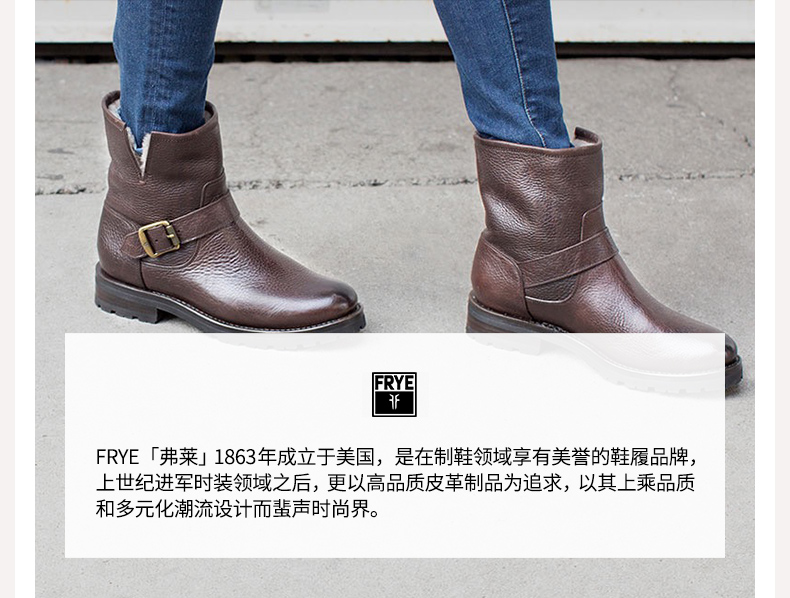 FRYE
FRYE「弗莱」1863年成立于美国，是在制鞋领域享有美誉的鞋履品牌，
上世纪进军时装领域之后，更以高品质皮革制品为追求，以其上乘品质
和多元化潮流设计而蜚声时尚界。